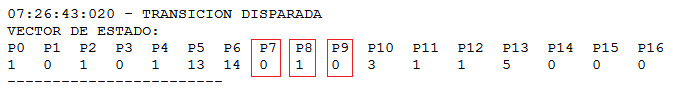 07:26:43:020 - TRANSICION DISPARADA
VECTOR DE ESTADO:
P0 P1 P2 P3 P4 P5 P6 P7 P8 P9 P10 P11 P12 P13 P14 P15 P16
1 0 1 0 1 13 14 0 1 0 3 1 1 5 0 0 0
------------------------